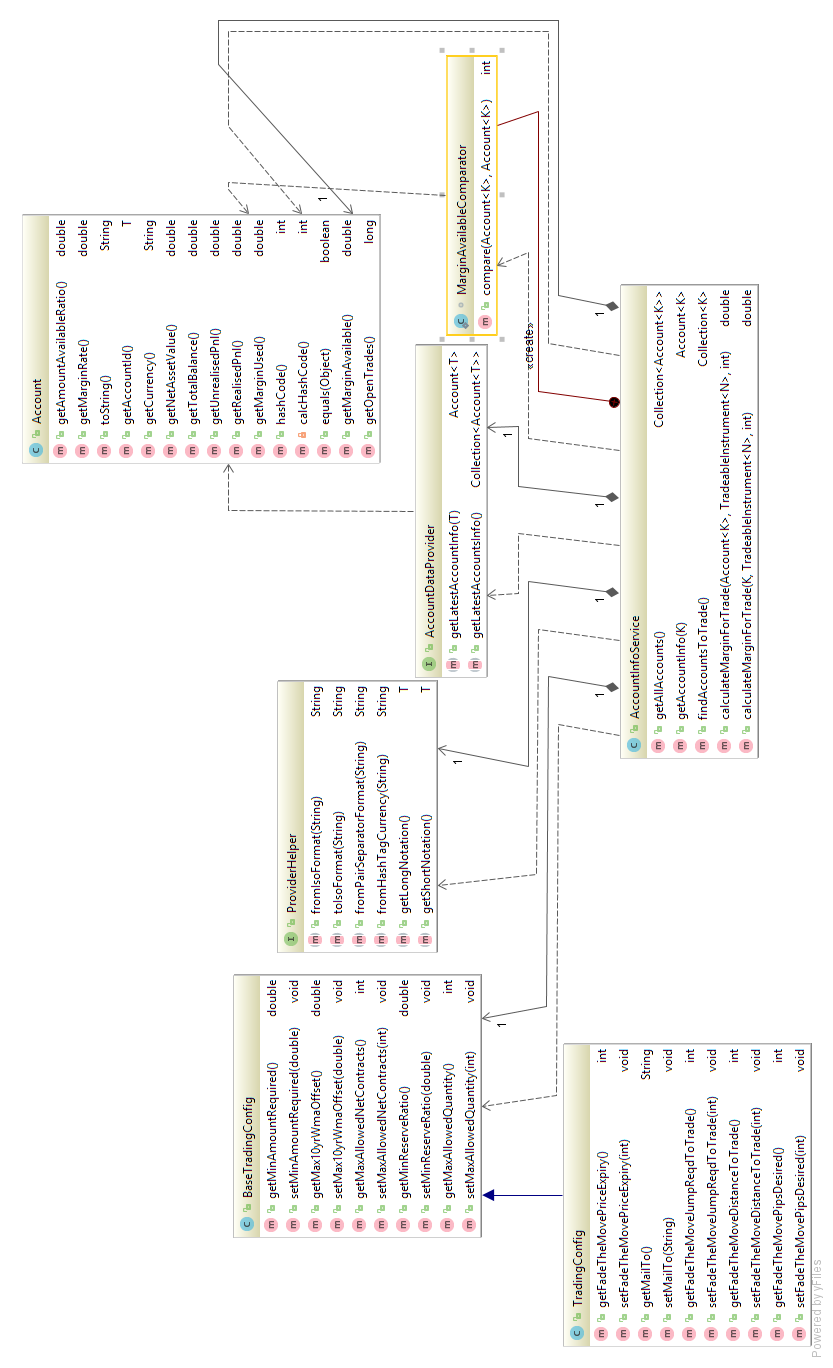 Account
getAmountAvailableRatio() double
getMarginRate() double
toString() String
getAccountId() T
getCurrency() String
getNetAssetValue() double
getTotalBalance() double
getUnrealisedPnl() double
getRealisedPnl() double
getMarginUsed() double
hashCode() int
calcHashCode() int
equals(Object) boolean
getMarginAvailable() double
getOpenTrades() long
MarginAvailableComparator
compare(Account<K>, Account<K>) int
AccountDataProvider
getLatestAccountInfo(T) Account<T>
getLatestAccountsInfo() Collection<Account<T>>
ProviderHelper
fromIsoFormat(String) String
toIsoFormat(String) String
fromPairSeparatorFormat(String) String
fromHashTagCurrency(String) String
getLongNotation() T
getShortNotation() T
BaseTradingConfig
getMinAmountRequired() double
setMinAmountRequired(double) void
getMax10yrWmaOffset() double
setMax10yrWmaOffset(double) void
getMaxAllowedNetContracts() int
setMaxAllowedNetContracts(int) void
getMinReserveRatio() double
setMinReserveRatio(double) void
getMaxAllowedQuantity() int
setMaxAllowedQuantity(int) void
TradingConfig
getFadeTheMovePriceExpiry() int
setFadeTheMovePriceExpiry(int) void
getMailTo() String
setMailTo(String) void
getFadeTheMoveJumpReqdToTrade() int
setFadeTheMoveJumpReqdToTrade(int) void
getFadeTheMoveDistanceToTrade() int
setFadeTheMoveDistanceToTrade(int) void
getFadeTheMovePipsDesired() int
setFadeTheMovePipsDesired(int) void
AccountInfoService
getAllAccounts() Collection<Account<K>>
getAccountInfo(K) Account<K>
findAccountsToTrade() Collection<K>
calculateMarginForTrade(Account<K>, TradeableInstrument<N>, int) double
calculateMarginForTrade(K, TradeableInstrument<N>, int) double
«create»
1
1
1
1
1
1
1
1
Powered by yFiles